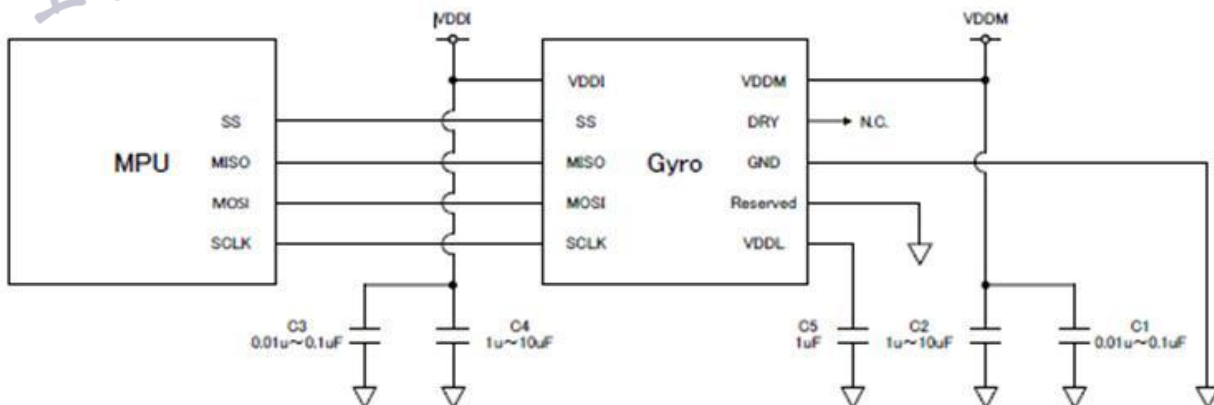 VDDI
VDDM
VDDI
VDDM
SS
SS
DRY
N.C.
MPU
MISO
MISO
Gyro
GND
MOSI
MOSI
Reserved
SCLK
SCLK
VDDL
C3
0.01u～0.1uF
C4
1u～10uF
C5
1uF
C2
1u～10uF
C1
0.01u～0.1uF